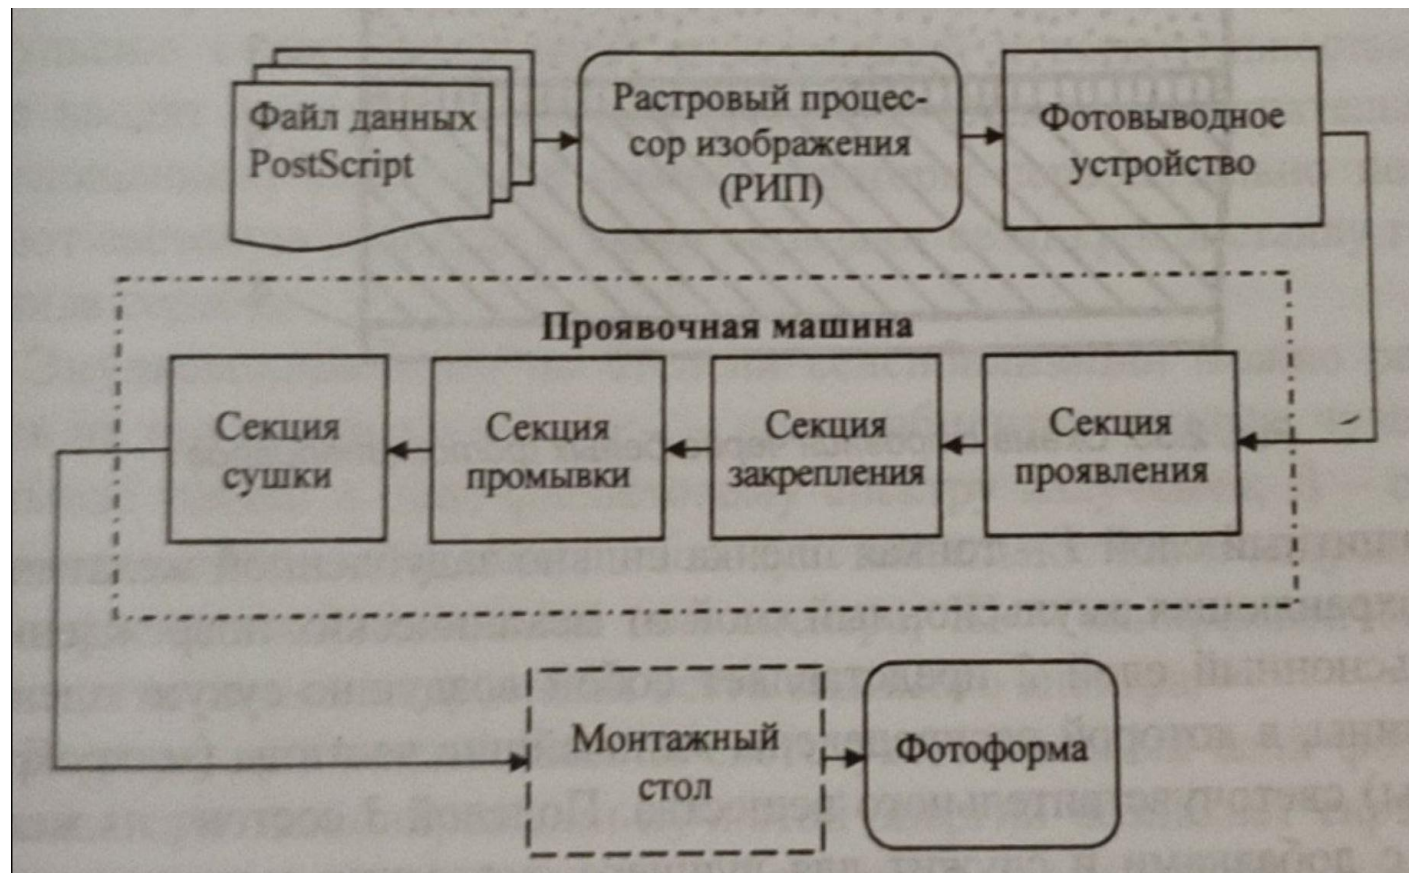 Файл данных
PostScript
Растровый процес-
сор изображения
(РИП)
Фотовыводное
устройство
Проявочная машина
Секция
сушки
Секция
промывки
Секция
закрепления
Секция
проявления
Монтажный
стол
Фотоформа